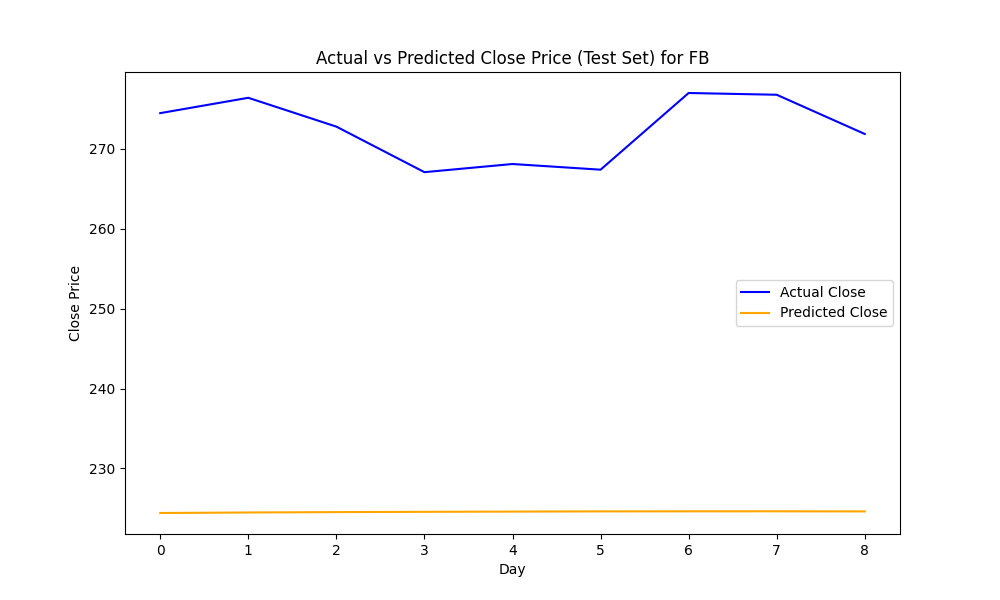 Actual vs Predicted Close Price (Test Set) for FB
Close Price
270
260
250
240
230
Actual Close
Predicted Close
0 1 2 3 4 5 6 7 8
Day